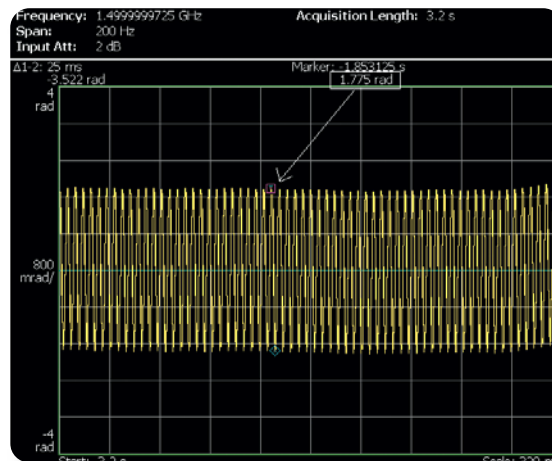 Frequency: 1.4999999725 GHz Acquisition Length: 3.2 s
Span: 200 Hz
Input Att: 2 dB
Δ1-2: 25 ms Marker: -1.853125 s
-3.522 rad 1.775 rad
4
rad
1
800
mrad/
-4
rad